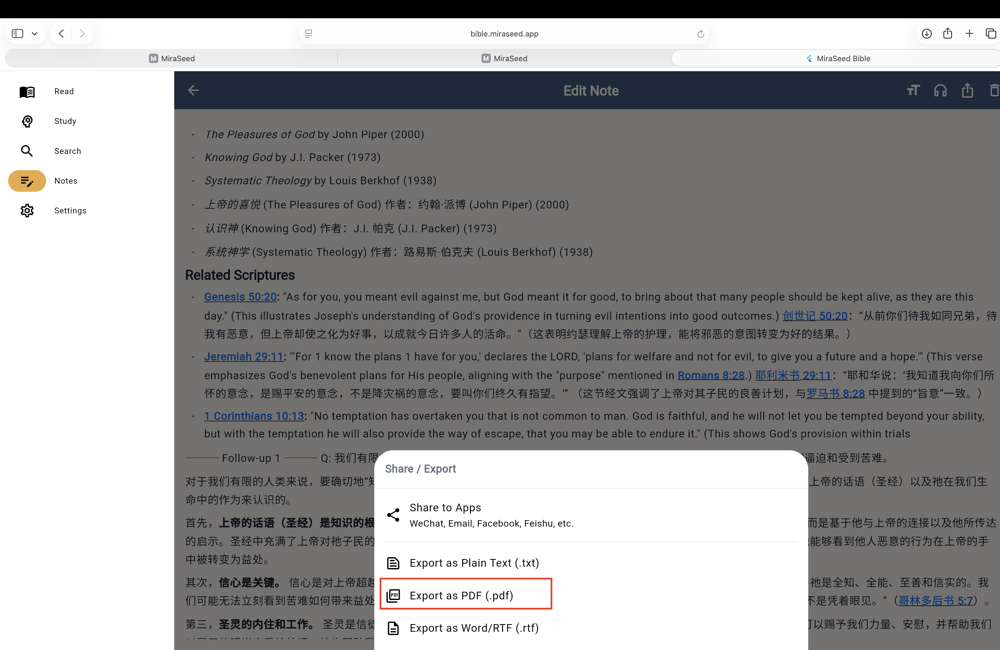 bible.miraseed.app
M MiraSeed
M MiraSeed
MiraSeed Bible
Read
Study
Search
Notes
Settings
Edit Note
The Pleasures of God by John Piper (2000)
Knowing God by J.I. Packer (1973)
Systematic Theology by Louis Berkhof (1938)
上帝的喜悦 (The Pleasures of God) 作者：约翰·派博 (John Piper) (2000)
认识神 (Knowing God) 作者：J.I. 帕克 (J.I. Packer) (1973)
系统神学 (Systematic Theology) 作者：路易斯·伯克夫 (Louis Berkhof) (1938)
Related Scriptures
Genesis 50:20: "As for you, you meant evil against me, but God meant it for good, to bring about that many people should be kept alive, as they are this
day." (This illustrates Joseph's understanding of God's providence in turning evil intentions into good outcomes.) 创世记 50:20：“从前你们待我如同兄弟，待
我有恶意，但上帝却使之化为好事，以成就今日许多人的活命。”（这表明约瑟理解上帝的护理，能将邪恶的意图转变为好的结果。）
Jeremiah 29:11: "'For 1 know the plans 1 have for you,' declares the LORD, 'plans for welfare and not for evil, to give you a future and a hope.'" (This verse
emphasizes God's benevolent plans for His people, aligning with the "purpose" mentioned in Romans 8:28.) 耶利米书 29:11：“耶和华说：‘我知道我向你们所
怀的意念，是赐平安的意念，不是降灾祸的意念，要叫你们终久有指望。’”（这节经文强调了上帝对其子民的良善计划，与罗马书 8:28 中提到的“旨意”一致。）
1 Corinthians 10:13: "No temptation has overtaken you that is not common to man. God is faithful, and he will not let you be tempted beyond your ability,
but with the temptation he will also provide the way of escape, that you may be able to endure it." (This shows God's provision within trials
——— Follow-up 1 ——— Q: 我们有限 逼迫和受到苦难。
对于我们有限的人类来说，要确切地“知 上帝的话语（圣经）以及祂在我们生
命中的作为来认识的。
首先，上帝的话语（圣经）是知识的根 而是基于他与上帝的连接以及他所传达
的启示。圣经中充满了上帝对祂子民的 能够看到他人恶意的行为在上帝的手
中被转变为益处。
其次，信心是关键。 信心是对上帝超越 祂是全知、全能、至善和信实的。我
们可能无法立刻看到苦难如何带来益处 不是凭着眼见。”（哥林多后书 5:7）。
第三，圣灵的内住和工作。 圣灵是信徒 可以赐予我们力量、安慰，并帮助我们
Share / Export
Share to Apps
WeChat, Email, Facebook, Feishu, etc.
Export as Plain Text (.txt)
PDF Export as PDF (.pdf)
Export as Word/RTF (.rtf)